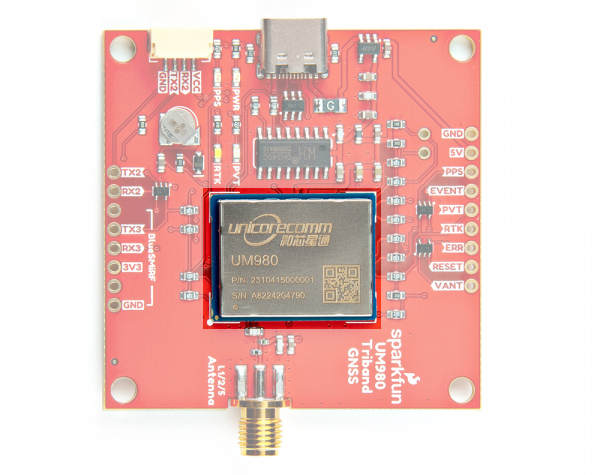 VCC
RX2
TX2
GND
PPS
PWR
RTK
PVT
G
TX2
RX2
BlueSMiRF
TX3
RX3
3V3
GND
GND
5V
PPS
EVENT
PVT
RTK
ERR
RESET
VANT
unicorecomm
和芯星通
UM980
P/N 2310415000001
S/N A6224204790
L1/2/5
Antenna
sparkfun
UM980
Triband
GNSS